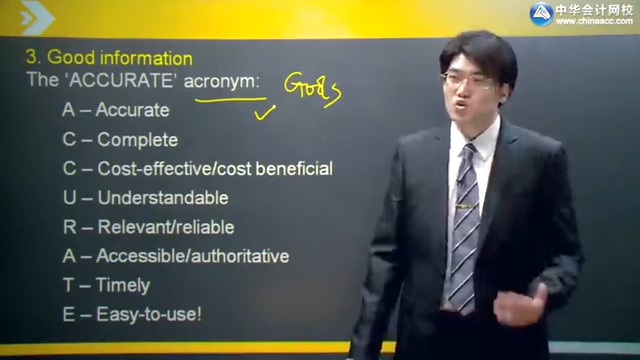 中华会计网校
www.chinaacc.com
3. Good information
The 'ACCURATE' acronym:
A – Accurate
C – Complete
C – Cost-effective/cost beneficial
U – Understandable
R – Relevant/reliable
A – Accessible/authoritative
T – Timely
E – Easy-to-use!